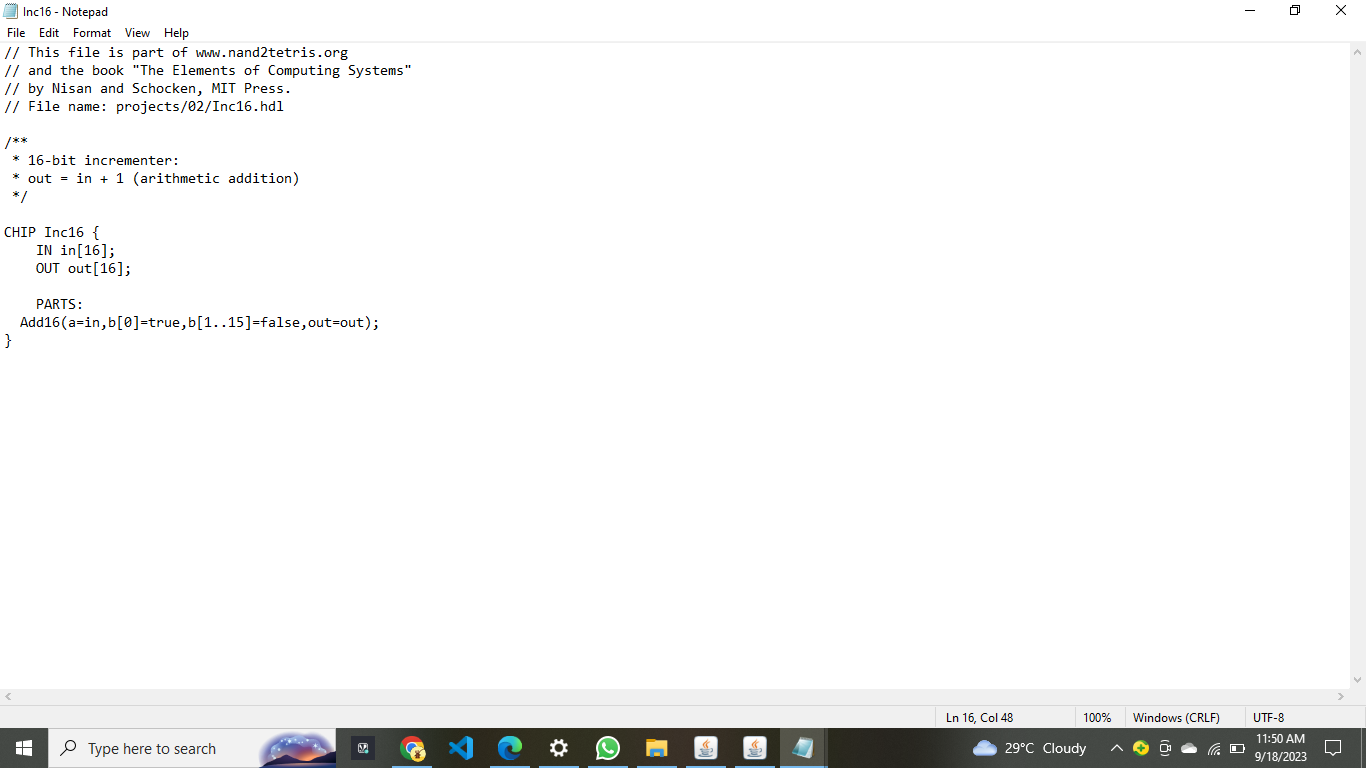 Inc16 - Notepad
File Edit Format View Help
// This file is part of www.nand2tetris.org
// and the book "The Elements of Computing Systems"
// by Nisan and Schocken, MIT Press.
// File name: projects/02/Inc16.hdl

/**
 * 16-bit incrementer:
 * out = in + 1 (arithmetic addition)
 */

CHIP Inc16 {
    IN in[16];
    OUT out[16];

    PARTS:
  Add16(a=in,b[0]=true,b[1..15]=false,out=out);
}
Ln 16, Col 48 100% Windows (CRLF) UTF-8
Type here to search 29°C Cloudy 11:50 AM
9/18/2023